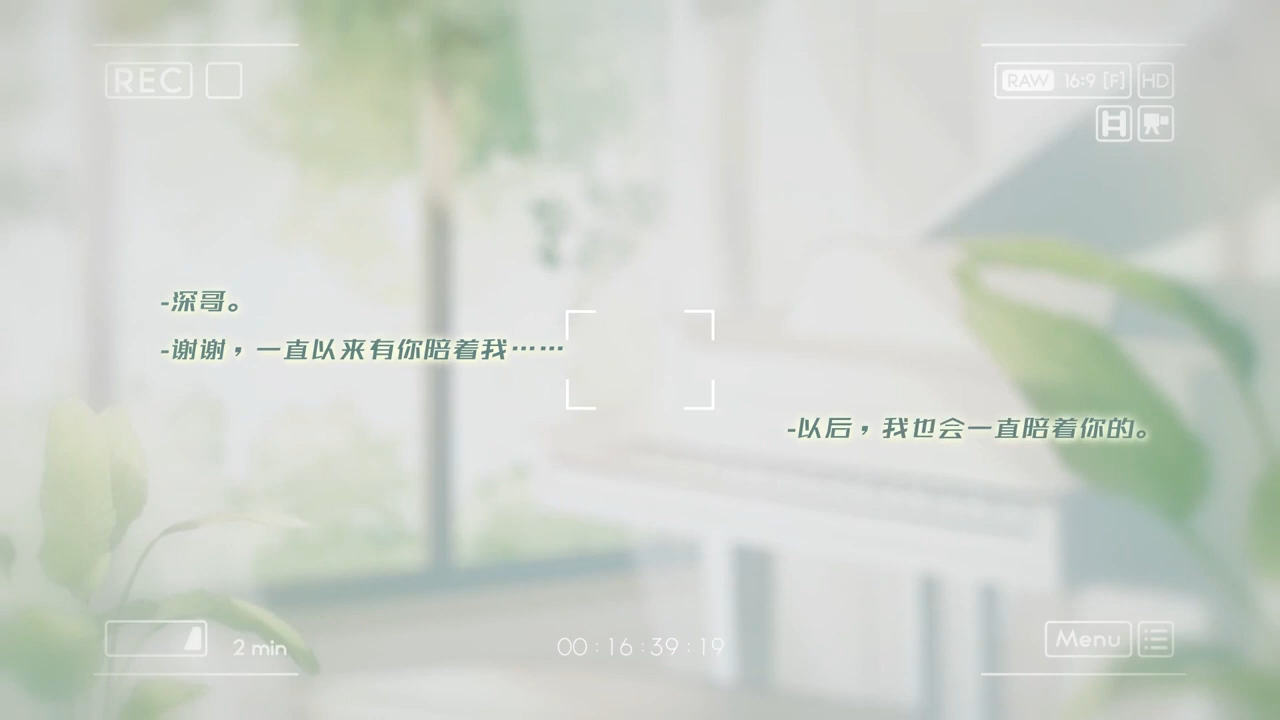 REC
RAW 16:9 [F] HD
-深哥。
-谢谢，一直以来有你陪着我……
-以后，我也会一直陪着你的。
2 min
00:16:39:19
Menu